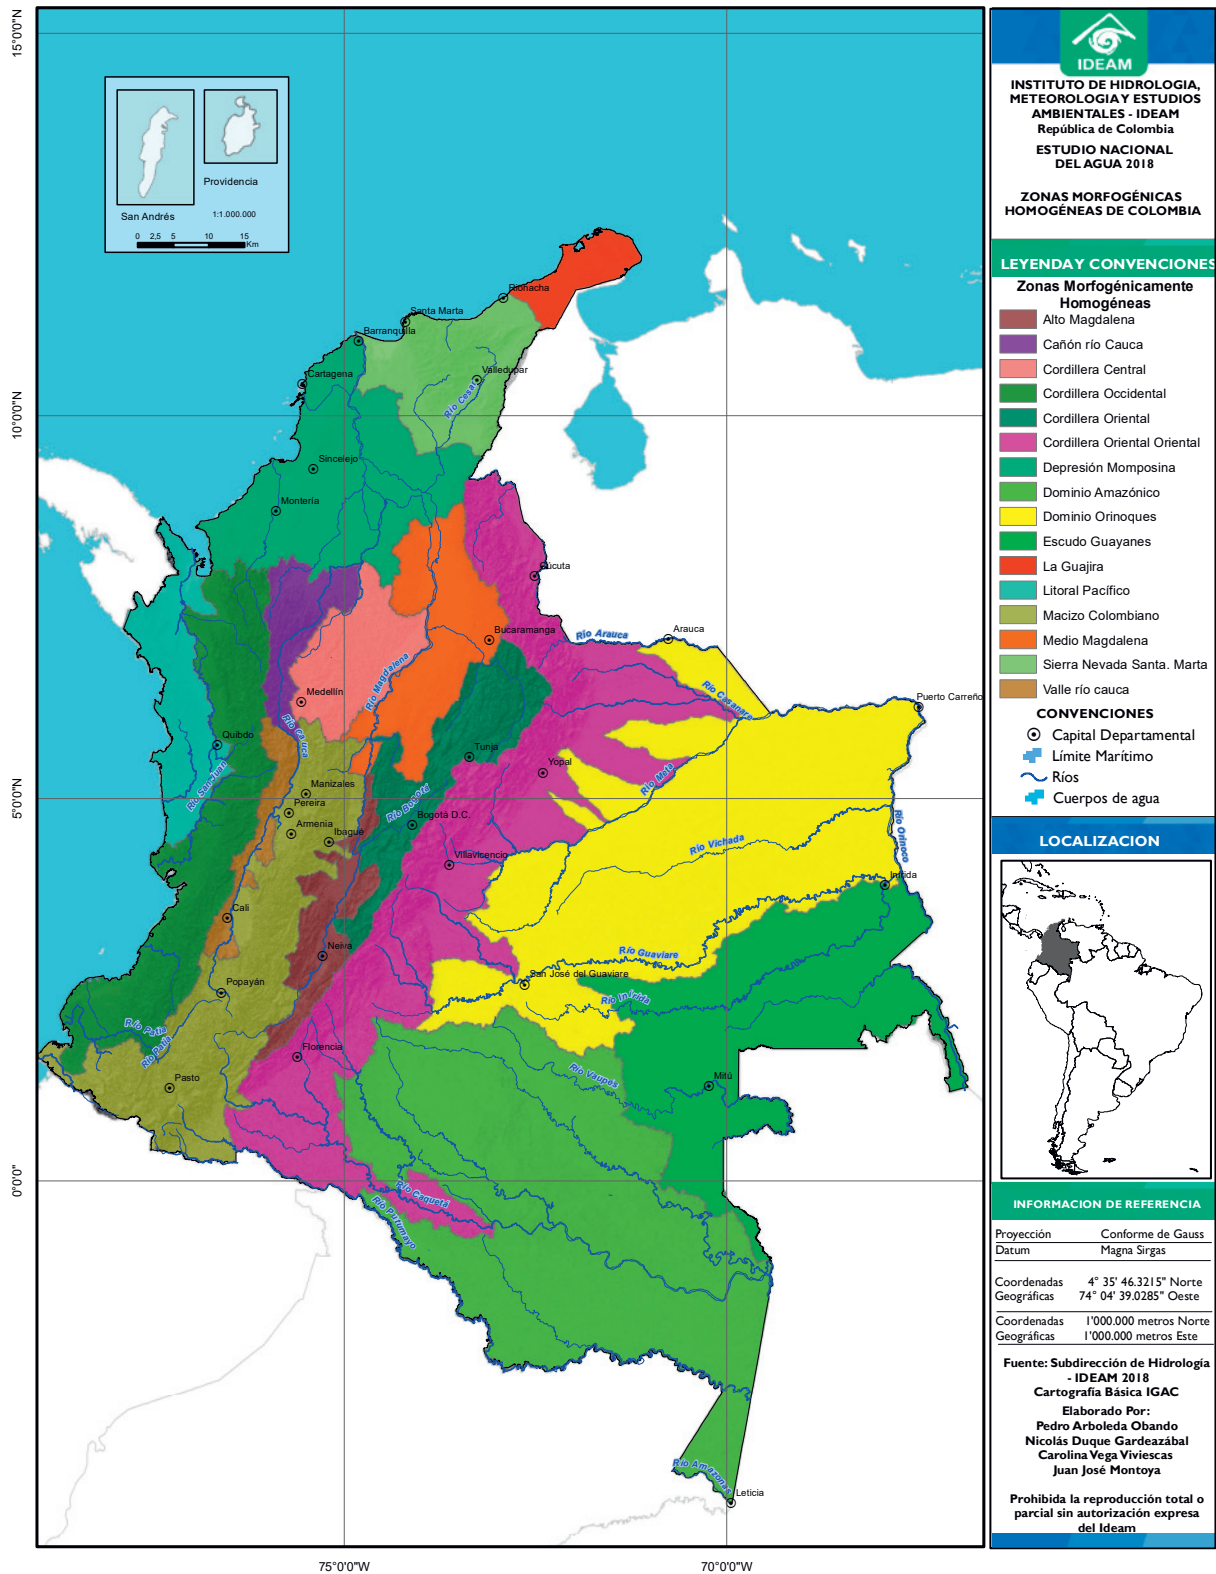 15°0'0"N
10°0'0"N
5°0'0"N
0°0'0"
75°0'0"W
70°0'0"W
San Andrés
Providencia
1:1.000.000
0 2,5 5 10 15
Km
Riohacha
Santa Marta
Barranquilla
Cartagena
Valledupar
Río Cesar
Sincelejo
Montería
Cúcuta
Bucaramanga
Río Arauca
Arauca
Río Magdalena
Medellín
Río Casanare
Puerto Carreño
Río Cauca
Quibdo
Tunja
Yopal
Río San Juan
Río Meta
Manizales
Pereira
Río Bogotá
Bogotá D.C.
Armenia
Ibagué
Río Vichada
Río Orinoco
Villavicencio
Inírida
Cali
Neiva
Río Guaviare
San José del Guaviare
Popayán
Río Inírida
Río Patía
Río Patía
Florencia
Río Vaupés
Mitú
Pasto
Río Caquetá
Río Putumayo
Río Amazonas
Leticia
IDEAM
INSTITUTO DE HIDROLOGIA,
METEOROLOGIA Y ESTUDIOS
AMBIENTALES - IDEAM
República de Colombia
ESTUDIO NACIONAL
DEL AGUA 2018
ZONAS MORFOGÉNICAS
HOMOGÉNEAS DE COLOMBIA
LEYENDA Y CONVENCIONES
Zonas Morfogénicamente
Homogéneas
Alto Magdalena
Cañón río Cauca
Cordillera Central
Cordillera Occidental
Cordillera Oriental
Cordillera Oriental Oriental
Depresión Momposina
Dominio Amazónico
Dominio Orinoques
Escudo Guayanes
La Guajira
Litoral Pacífico
Macizo Colombiano
Medio Magdalena
Sierra Nevada Santa. Marta
Valle río cauca
CONVENCIONES
Capital Departamental
Límite Marítimo
Ríos
Cuerpos de agua
LOCALIZACION
INFORMACION DE REFERENCIA
Proyección Conforme de Gauss
Datum Magna Sirgas
Coordenadas 4° 35' 46.3215" Norte
Geográficas 74° 04' 39.0285" Oeste
Coordenadas 1'000.000 metros Norte
Geográficas 1'000.000 metros Este
Fuente: Subdirección de Hidrología
- IDEAM 2018
Cartografía Básica IGAC
Elaborado Por:
Pedro Arboleda Obando
Nicolás Duque Gardeazábal
Carolina Vega Viviescas
Juan José Montoya
Prohibida la reproducción total o
parcial sin autorización expresa
del Ideam